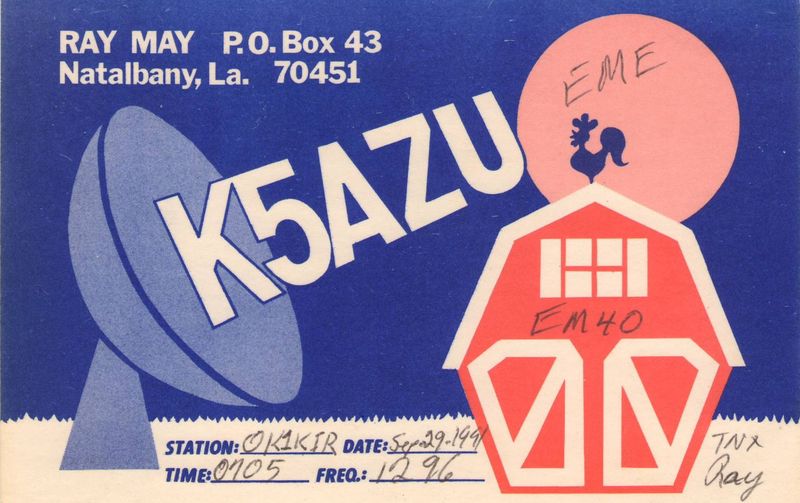 RAY MAY P.O. Box 43
Natalbany, La. 70451
EME
K5AZU
EM40
STATION: OK1KIR DATE: Sep-29-1991
TIME: 0705 FREQ.: 1296
TNX
Ray